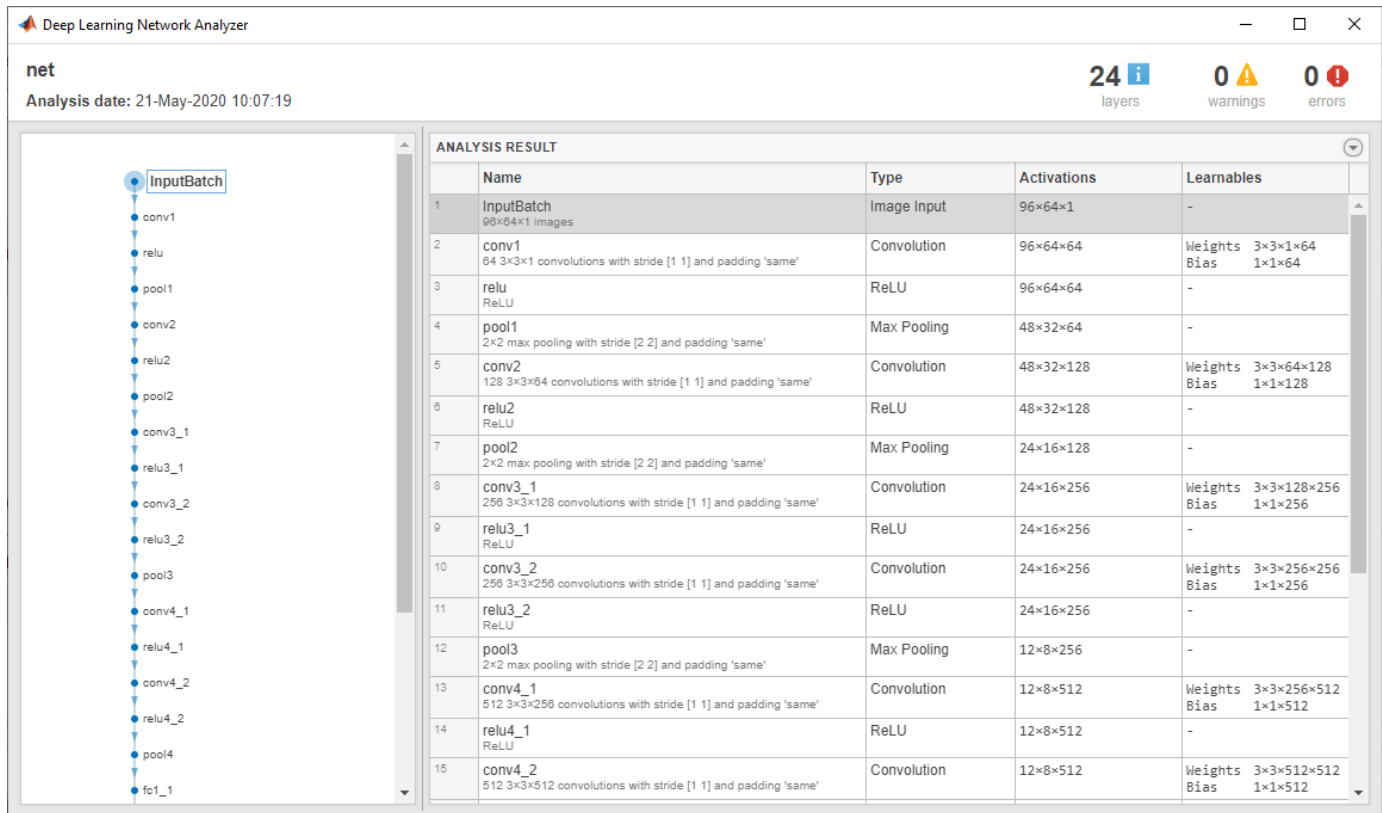 Deep Learning Network Analyzer
net
Analysis date: 21-May-2020 10:07:19
24 i
layers
0
warnings
0
errors
InputBatch
conv1
relu
pool1
conv2
relu2
pool2
conv3_1
relu3_1
conv3_2
relu3_2
pool3
conv4_1
relu4_1
conv4_2
relu4_2
pool4
fc1_1
ANALYSIS RESULT
Name Type Activations Learnables
1 InputBatch Image Input 96×64×1 -
96×64×1 images
2 conv1 Convolution 96×64×64 Weights 3×3×1×64
64 3×3×1 convolutions with stride [1 1] and padding 'same' Bias 1×1×64
3 relu ReLU 96×64×64 -
ReLU
4 pool1 Max Pooling 48×32×64 -
2×2 max pooling with stride [2 2] and padding 'same'
5 conv2 Convolution 48×32×128 Weights 3×3×64×128
128 3×3×64 convolutions with stride [1 1] and padding 'same' Bias 1×1×128
6 relu2 ReLU 48×32×128 -
ReLU
7 pool2 Max Pooling 24×16×128 -
2×2 max pooling with stride [2 2] and padding 'same'
8 conv3_1 Convolution 24×16×256 Weights 3×3×128×256
256 3×3×128 convolutions with stride [1 1] and padding 'same' Bias 1×1×256
9 relu3_1 ReLU 24×16×256 -
ReLU
10 conv3_2 Convolution 24×16×256 Weights 3×3×256×256
256 3×3×256 convolutions with stride [1 1] and padding 'same' Bias 1×1×256
11 relu3_2 ReLU 24×16×256 -
ReLU
12 pool3 Max Pooling 12×8×256 -
2×2 max pooling with stride [2 2] and padding 'same'
13 conv4_1 Convolution 12×8×512 Weights 3×3×256×512
512 3×3×256 convolutions with stride [1 1] and padding 'same' Bias 1×1×512
14 relu4_1 ReLU 12×8×512 -
ReLU
15 conv4_2 Convolution 12×8×512 Weights 3×3×512×512
512 3×3×512 convolutions with stride [1 1] and padding 'same' Bias 1×1×512